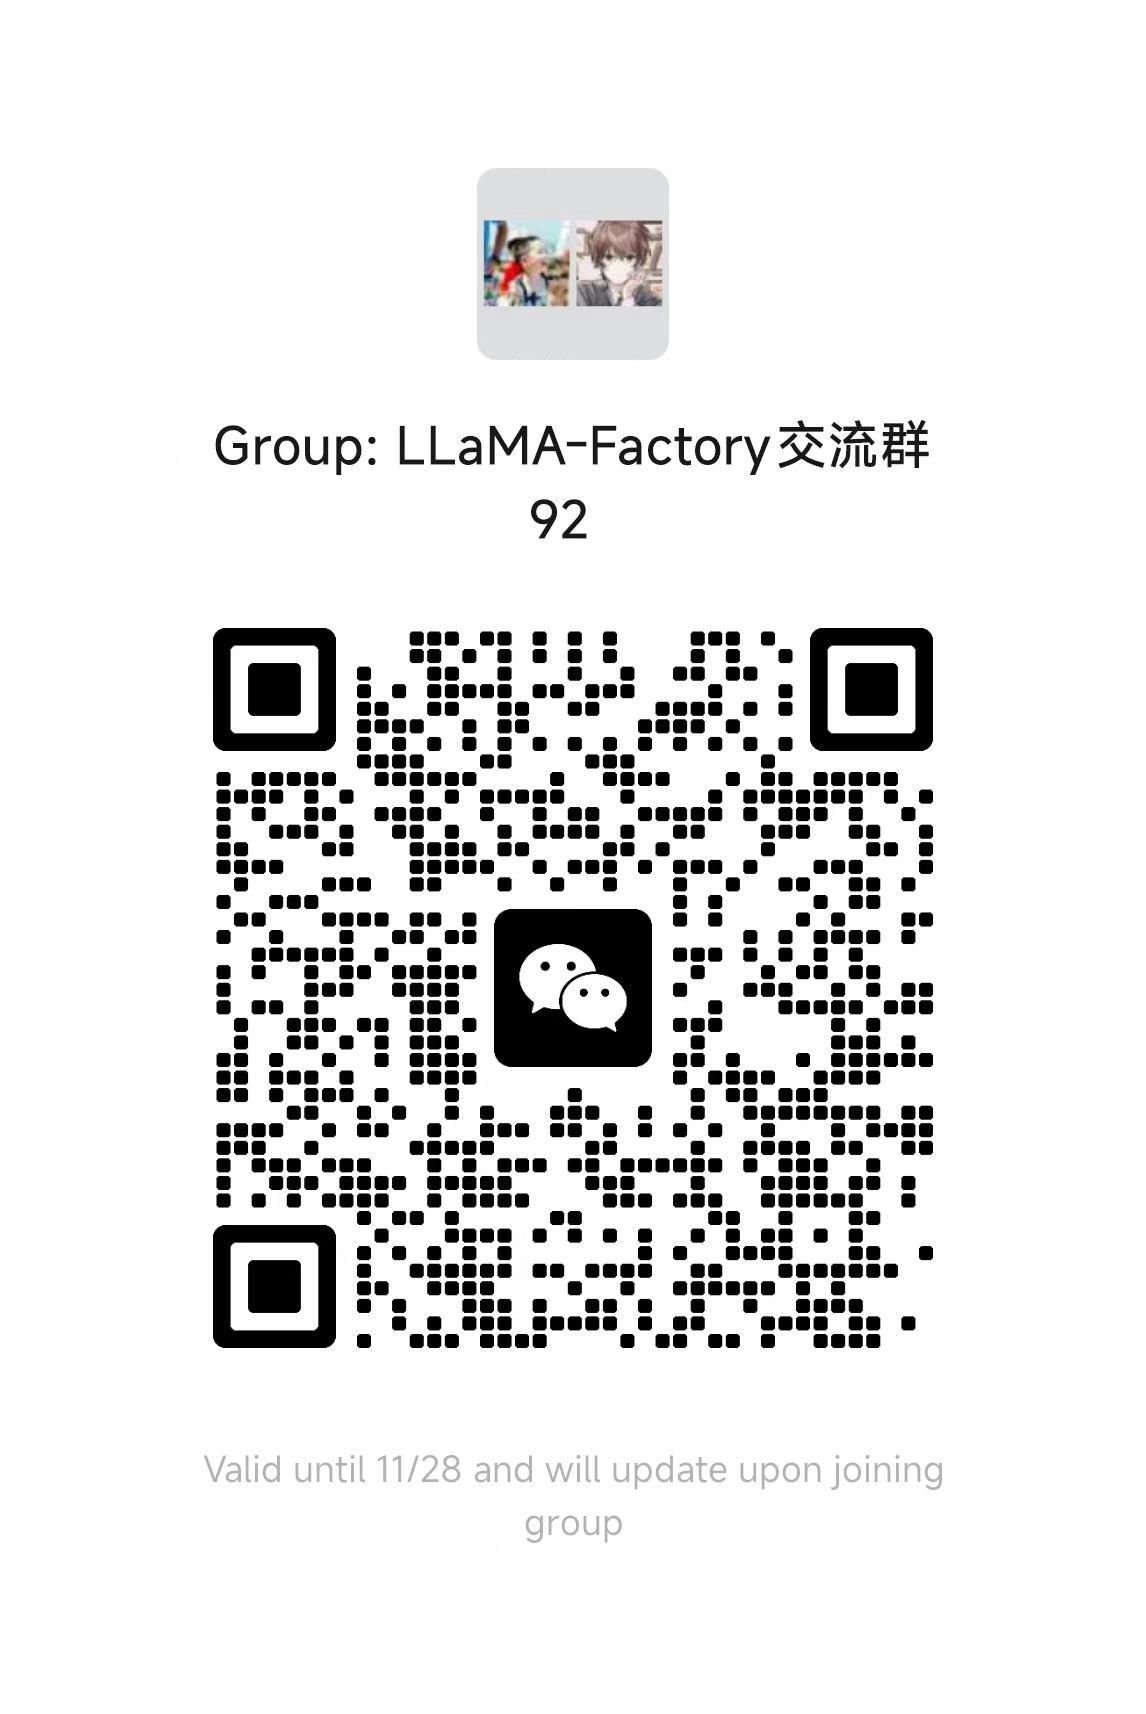 Group: LLaMA-Factory交流群
92
Valid until 11/28 and will update upon joining
group